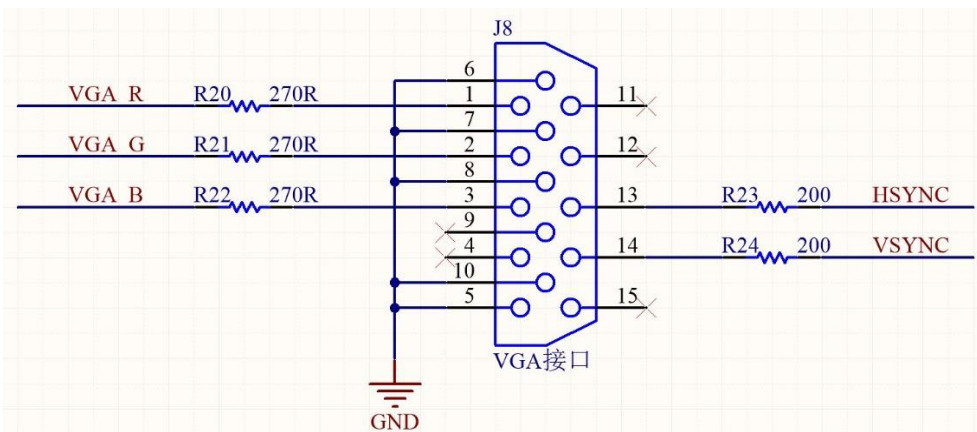 J8
6
VGA R R20 270R 1 11
7
VGA G R21 270R 2 12
8
VGA B R22 270R 3 13 R23 200 HSYNC
9
4 14 R24 200 VSYNC
10
5 15
VGA接口
GND